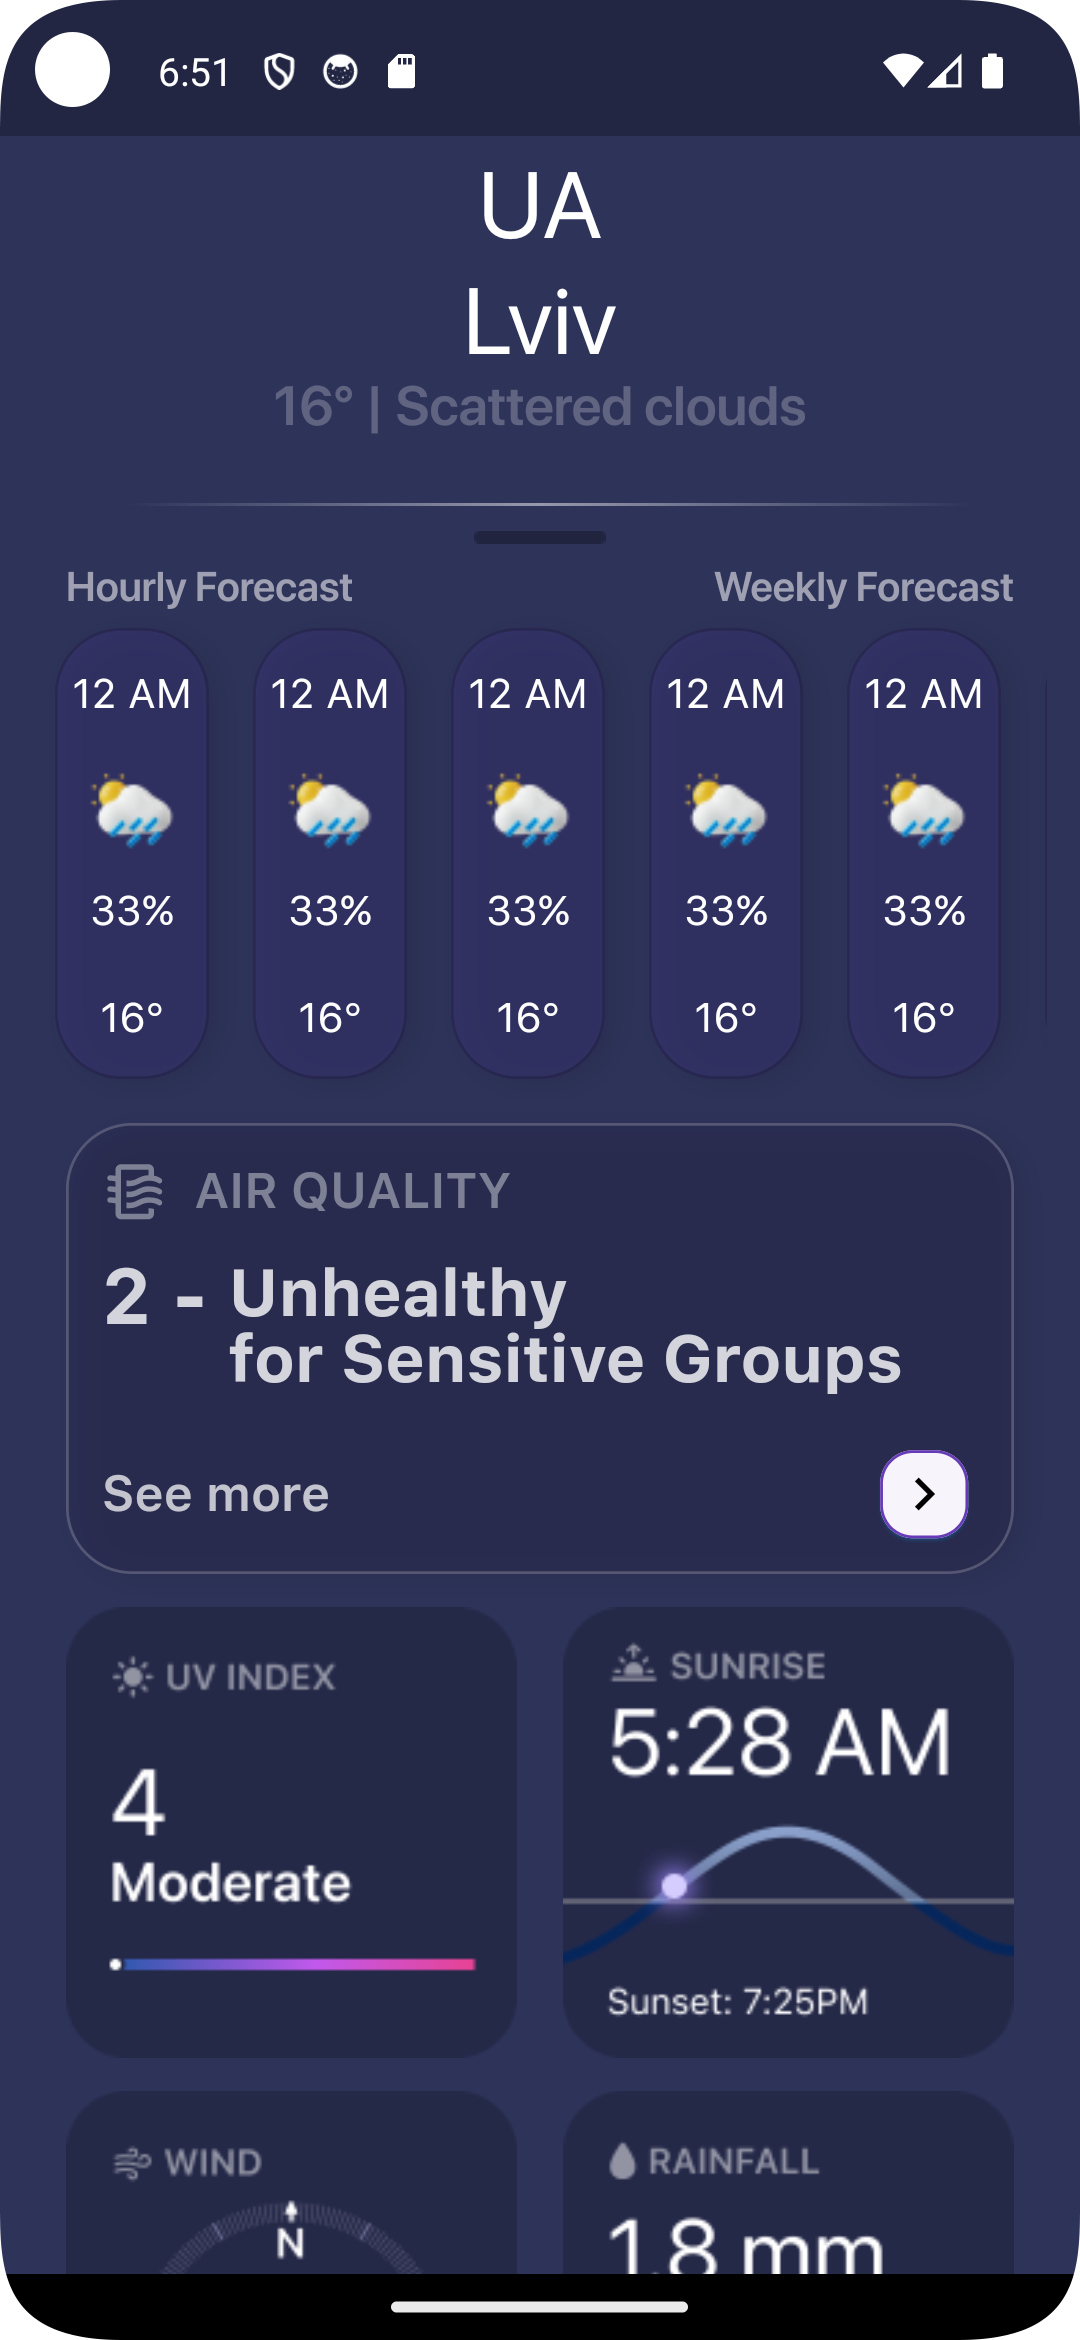 6:51
UA
Lviv
16° | Scattered clouds
Hourly Forecast
Weekly Forecast
12 AM 12 AM 12 AM 12 AM 12 AM
33% 33% 33% 33% 33%
16° 16° 16° 16° 16°
AIR QUALITY
2 - Unhealthy
for Sensitive Groups
See more
UV INDEX
4
Moderate
SUNRISE
5:28 AM
Sunset: 7:25PM
WIND
N
RAINFALL
1.8 mm